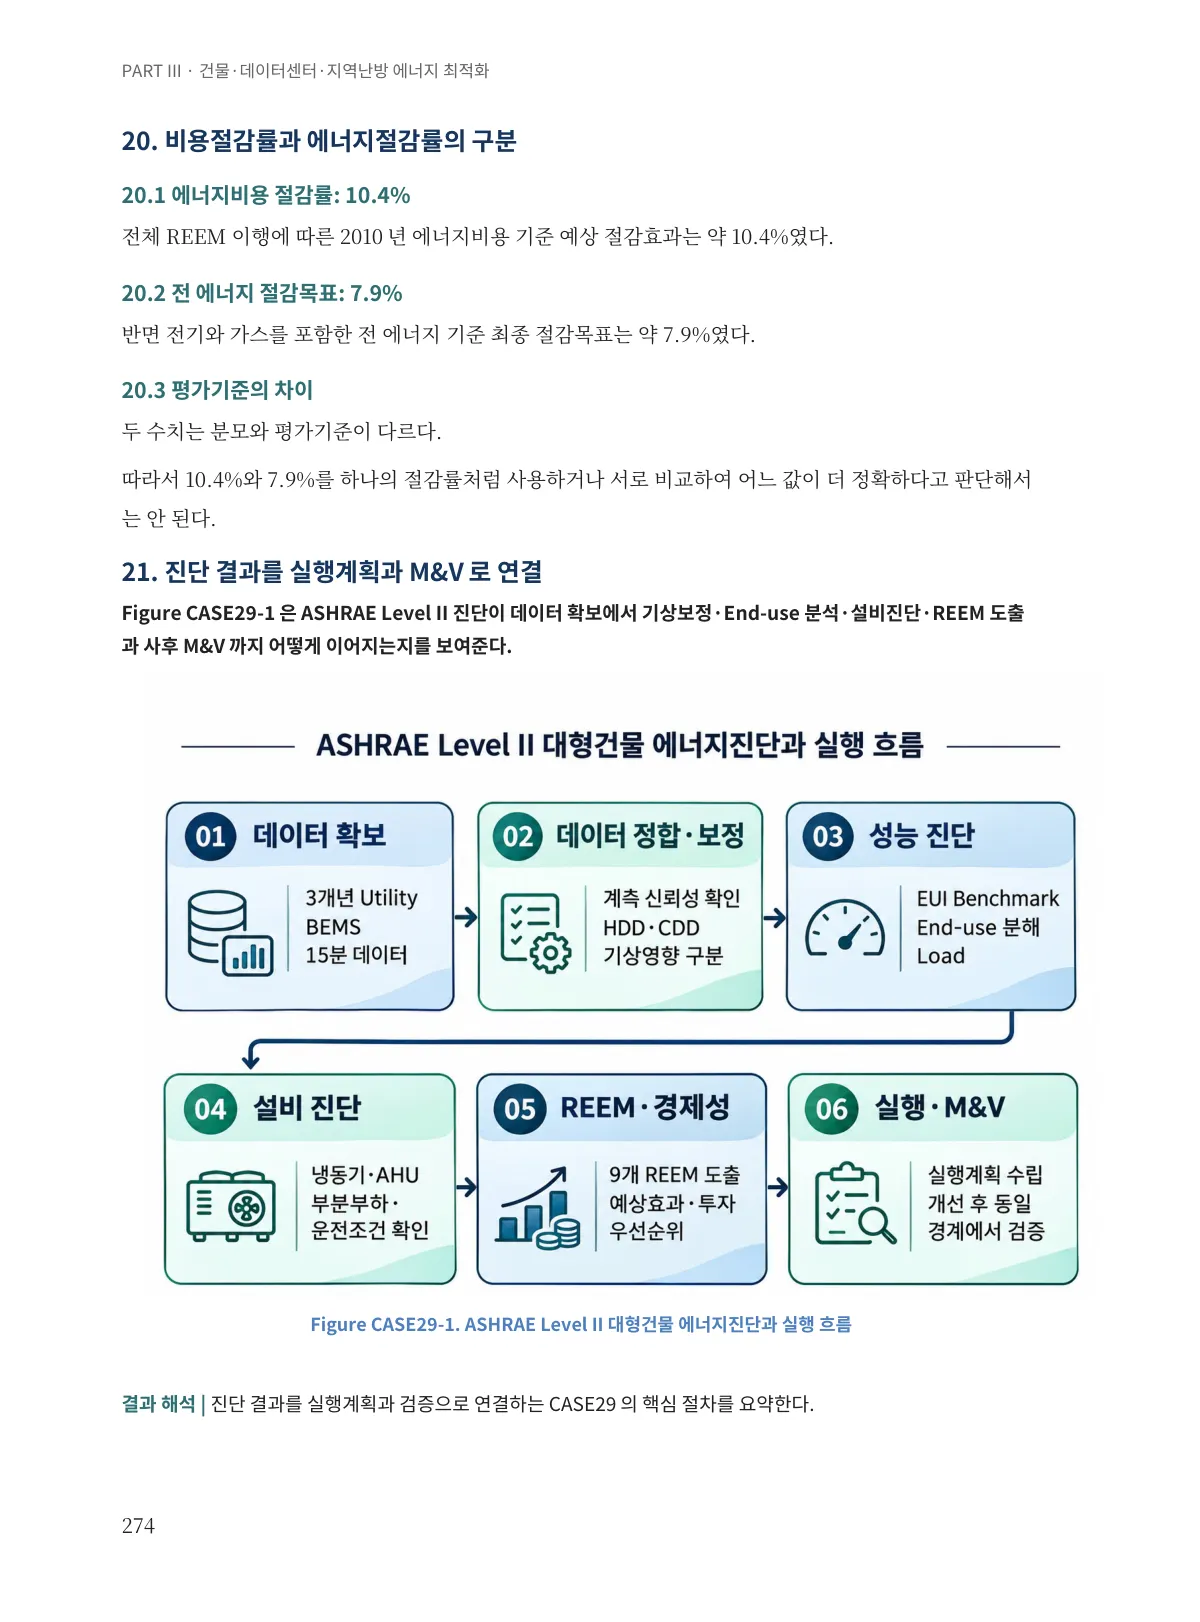 PART III · 건물·데이터센터·지역난방 에너지 최적화
20. 비용절감률과 에너지절감률의 구분
20.1 에너지비용 절감률: 10.4%
전체 REEM 이행에 따른 2010 년 에너지비용 기준 예상 절감효과는 약 10.4%였다.
20.2 전 에너지 절감목표: 7.9%
반면 전기와 가스를 포함한 전 에너지 기준 최종 절감목표는 약 7.9%였다.
20.3 평가기준의 차이
두 수치는 분모와 평가기준이 다르다.
따라서 10.4%와 7.9%를 하나의 절감률처럼 사용하거나 서로 비교하여 어느 값이 더 정확하다고 판단해서
는 안 된다.
21. 진단 결과를 실행계획과 M&V 로 연결
Figure CASE29-1 은 ASHRAE Level II 진단이 데이터 확보에서 기상보정·End-use 분석·설비진단·REEM 도출
과 사후 M&V 까지 어떻게 이어지는지를 보여준다.
ASHRAE Level II 대형건물 에너지진단과 실행 흐름
01 데이터 확보
3개년 Utility
BEMS
15분 데이터
02 데이터 정합·보정
계측 신뢰성 확인
HDD·CDD
기상영향 구분
03 성능 진단
EUI Benchmark
End-use 분해
Load
04 설비 진단
냉동기·AHU
부분부하·
운전조건 확인
05 REEM·경제성
9개 REEM 도출
예상효과·투자
우선순위
06 실행·M&V
실행계획 수립
개선 후 동일
경계에서 검증
Figure CASE29-1. ASHRAE Level II 대형건물 에너지진단과 실행 흐름
결과 해석 | 진단 결과를 실행계획과 검증으로 연결하는 CASE29 의 핵심 절차를 요약한다.
274